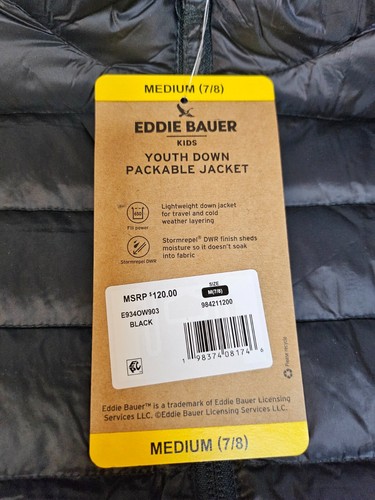 MEDIUM (7/8)
EDDIE BAUER
KIDS
YOUTH DOWN
PACKABLE JACKET
Lightweight down jacket
for travel and cold
weather layering
Fill power
Stormrepel® DWR finish sheds
moisture so it doesn't soak
into fabric
Stormrepel DWR
SIZE
MSRP $120.00
M(7/8)
E934OW903
984211200
BLACK
1 98374 08174 6
Please recycle
Eddie Bauer™ is a trademark of Eddie Bauer Licensing
Services LLC. ©Eddie Bauer Licensing Services LLC.
MEDIUM (7/8)